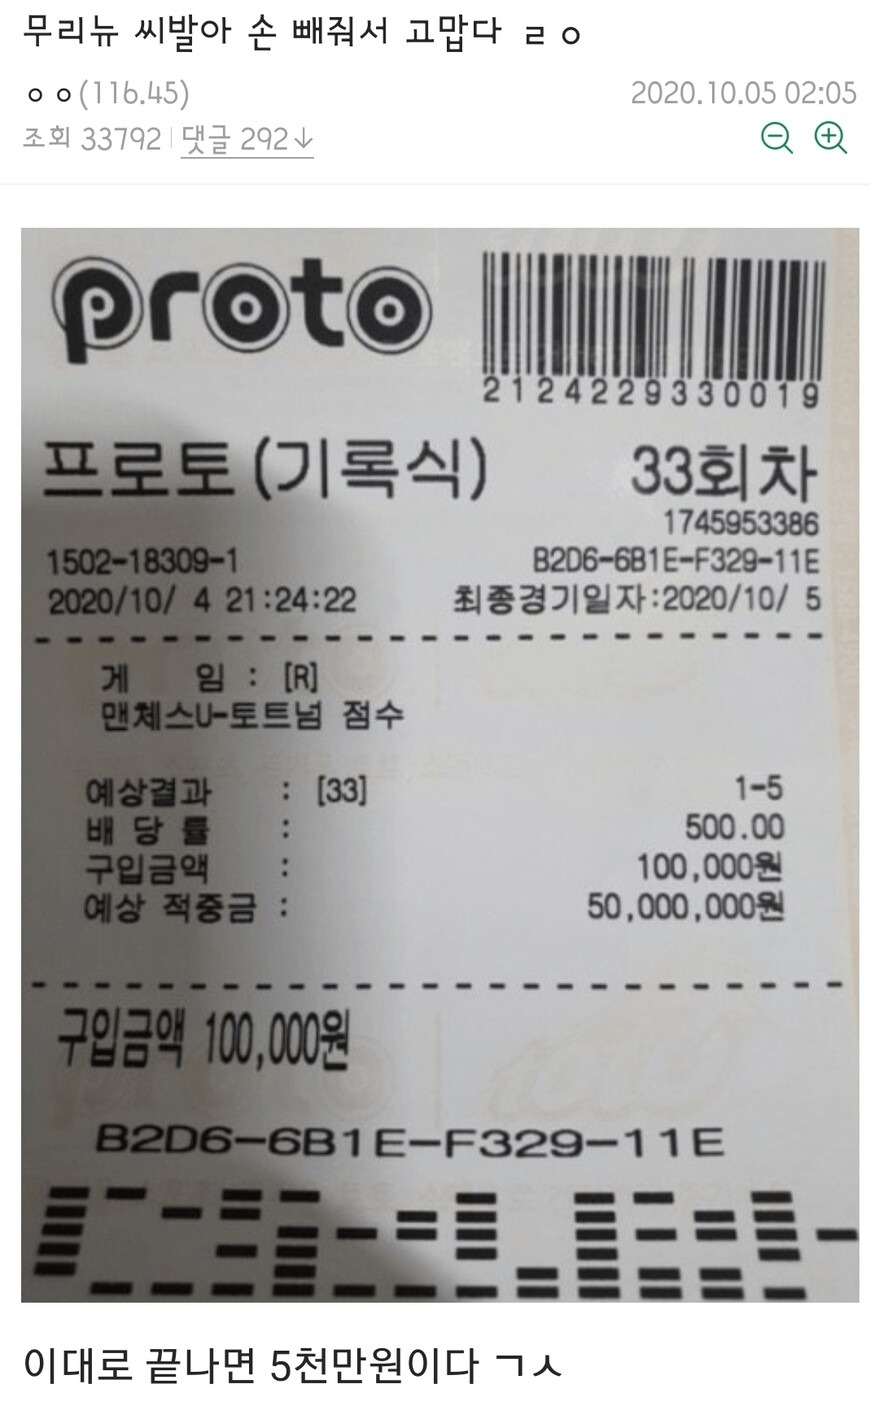 무리뉴 씨발아 손 빼줘서 고맙다 ㄹㅇ
ㅇㅇ(116.45)
2020.10.05 02:05
조회 33792 | 댓글 292↓
proto
2124229330019
프로토(기록식) 33회차
1745953386
1502-18309-1 B2D6-6B1E-F329-11E
2020/10/ 4 21:24:22 최종경기일자:2020/10/ 5
게 임 : [R]
맨체스U-토트넘 점수
예상결과 : [33] 1-5
배 당 률 : 500.00
구입금액 : 100,000원
예상 적중금 : 50,000,000원
구입금액 100,000원
B2D6-6B1E-F329-11E
이대로 끝나면 5천만원이다 ㄱㅅ